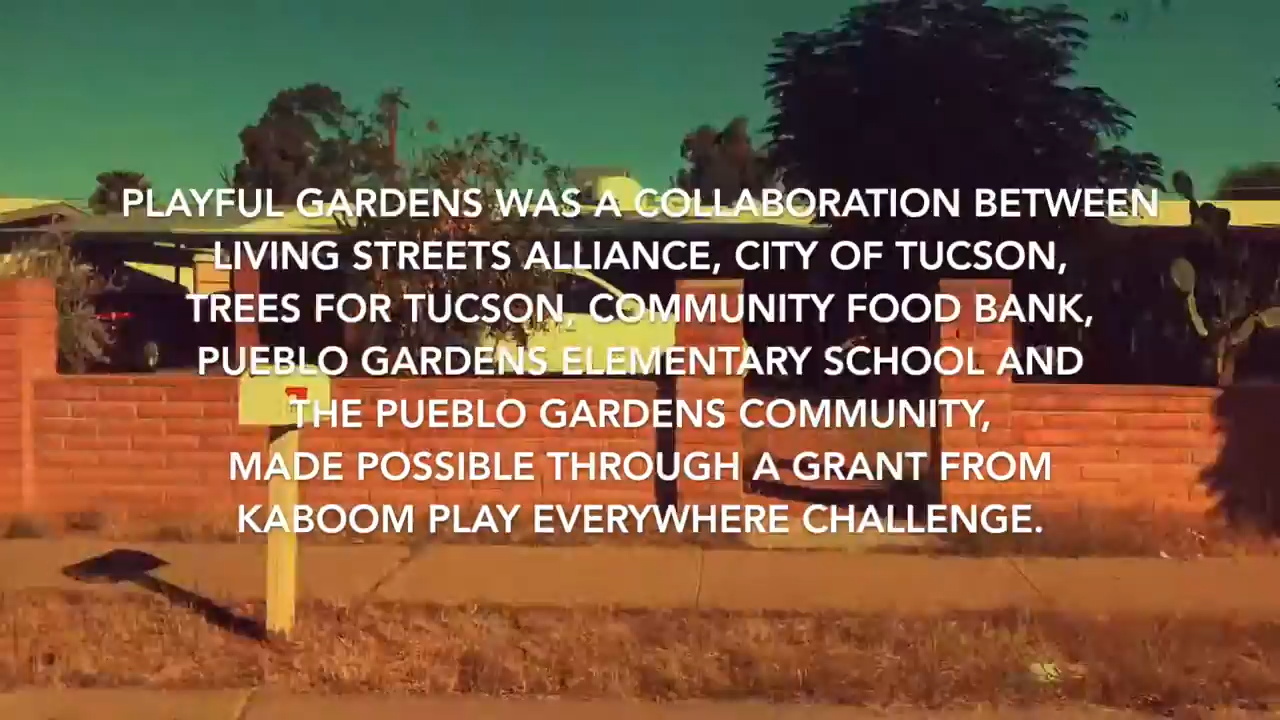 PLAYFUL GARDENS WAS A COLLABORATION BETWEEN
LIVING STREETS ALLIANCE, CITY OF TUCSON,
TREES FOR TUCSON, COMMUNITY FOOD BANK,
PUEBLO GARDENS ELEMENTARY SCHOOL AND
THE PUEBLO GARDENS COMMUNITY,
MADE POSSIBLE THROUGH A GRANT FROM
KABOOM PLAY EVERYWHERE CHALLENGE.